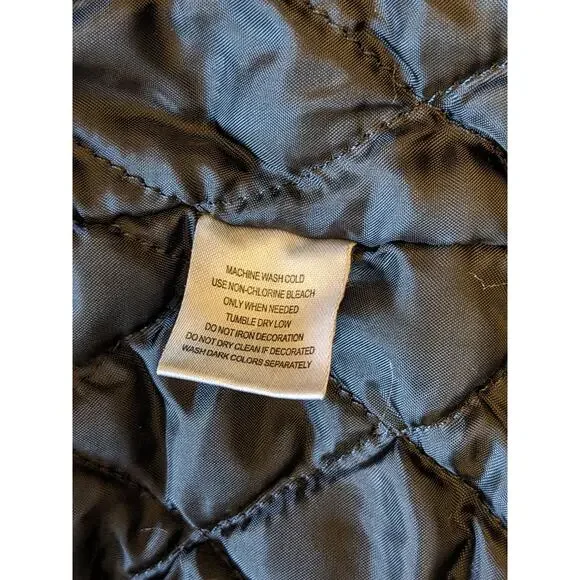 MACHINE WASH COLD
USE NON-CHLORINE BLEACH
ONLY WHEN NEEDED
TUMBLE DRY LOW
DO NOT IRON DECORATION
DO NOT DRY CLEAN IF DECORATED
WASH DARK COLORS SEPARATELY